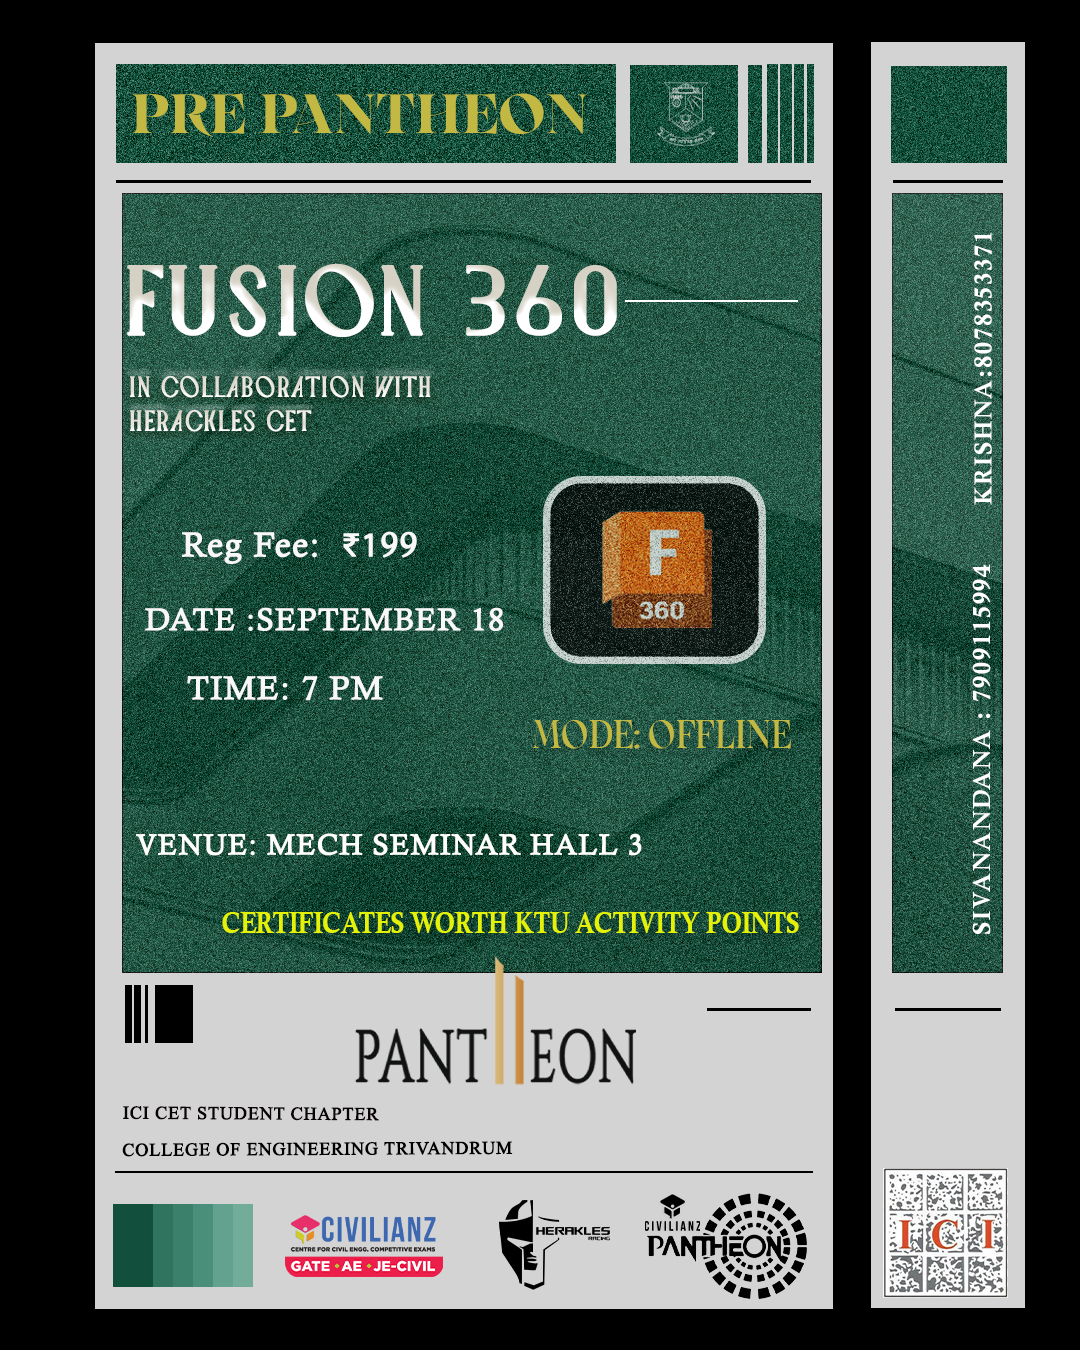 PRE PANTHEON
FUSION 360
IN COLLABORATION WITH
HERACKLES CET
Reg Fee: ₹199
DATE :SEPTEMBER 18
TIME: 7 PM
F
360
MODE: OFFLINE
VENUE: MECH SEMINAR HALL 3
CERTIFICATES WORTH KTU ACTIVITY POINTS
PANTHEON
ICI CET STUDENT CHAPTER
COLLEGE OF ENGINEERING TRIVANDRUM
CIVILIANZ
CENTRE FOR CIVIL ENGG. COMPETITIVE EXAMS
GATE • AE • JE-CIVIL
HERAKLES
RACING
CIVILIANZ
PANTHEON
SIVANANDANA : 7909115994 KRISHNA:8078353371
ICI